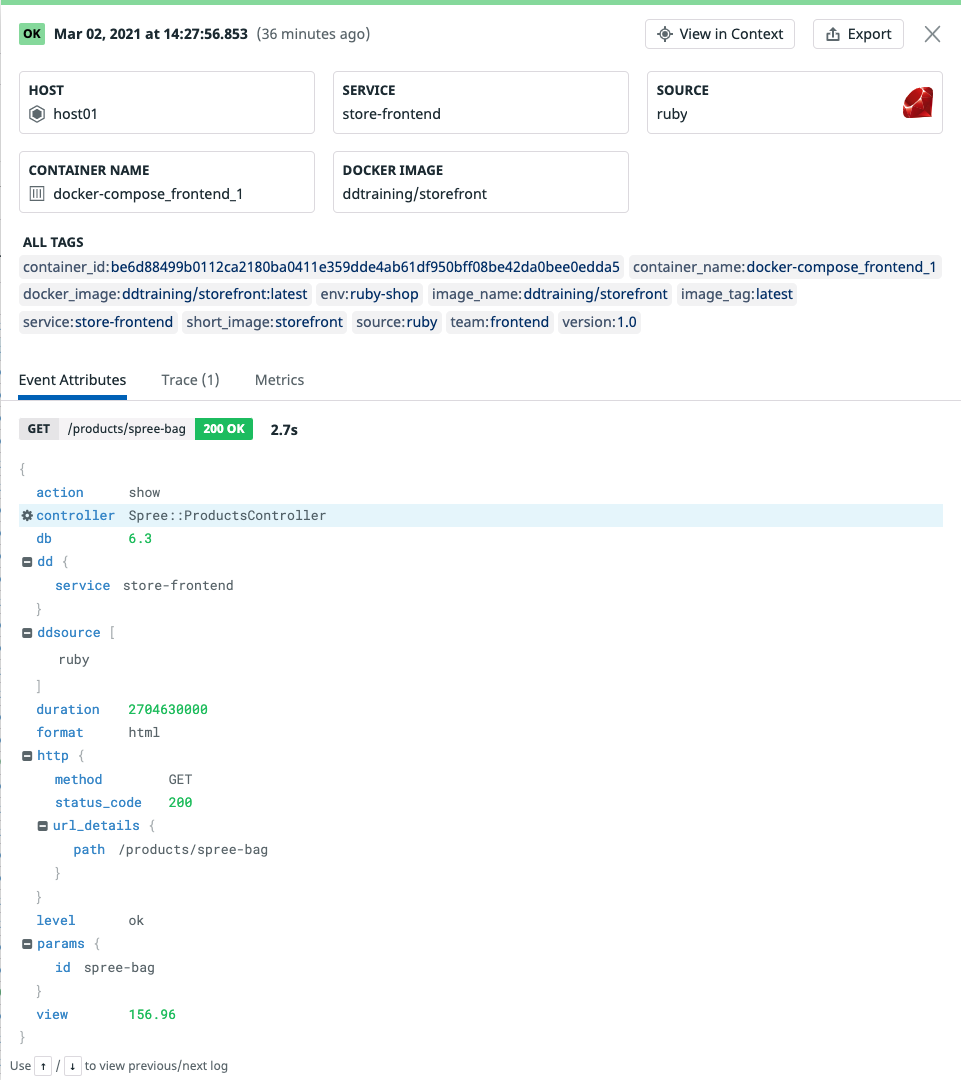 OK Mar 02, 2021 at 14:27:56.853 (36 minutes ago) View in Context Export
HOST SERVICE SOURCE
host01 store-frontend ruby
CONTAINER NAME DOCKER IMAGE
docker-compose_frontend_1 ddtraining/storefront
ALL TAGS
container_id:be6d88499b0112ca2180ba0411e359dde4ab61df950bff08be42da0bee0edda5 container_name:docker-compose_frontend_1
docker_image:ddtraining/storefront:latest env:ruby-shop image_name:ddtraining/storefront image_tag:latest
service:store-frontend short_image:storefront source:ruby team:frontend version:1.0
Event Attributes Trace (1) Metrics
GET /products/spree-bag 200 OK 2.7s
{
action show
controller Spree::ProductsController
db 6.3
dd {
service store-frontend
}
ddsource [
ruby
]
duration 2704630000
format html
http {
method GET
status_code 200
url_details {
path /products/spree-bag
}
}
level ok
params {
id spree-bag
}
view 156.96
}
Use ↑ / ↓ to view previous/next log